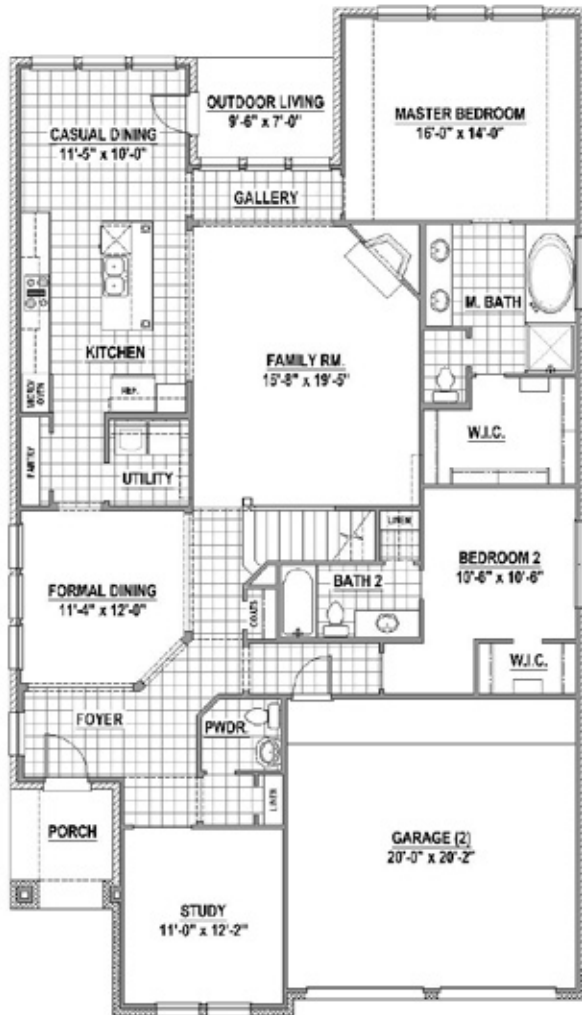 OUTDOOR LIVING
9'-6" x 7'-0"
MASTER BEDROOM
16'-0" x 14'-0"
CASUAL DINING
11'-5" x 10'-0"
GALLERY
M. BATH
KITCHEN
FAMILY RM.
15'-8" x 19'-5"
REF.
MICRO/
OVEN
W.I.C.
PANTRY
UTILITY
LINEN
BEDROOM 2
10'-6" x 10'-6"
FORMAL DINING
11'-4" x 12'-0"
BATH 2
COATS
W.I.C.
FOYER
PWDR.
LINEN
PORCH
GARAGE (2)
20'-0" x 20'-2"
STUDY
11'-0" x 12'-2"